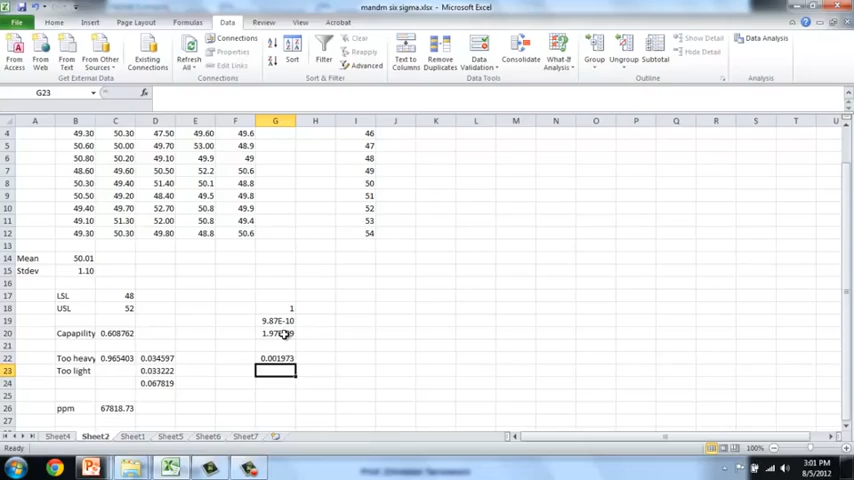 mandm six sigma.xlsx - Microsoft Excel
File Home Insert Page Layout Formulas Data Review View Acrobat
From Access From Web From Text From Other Sources Existing Connections Refresh All Connections Properties Edit Links Sort Filter Clear Reapply Advanced Text to Columns Remove Duplicates Data Validation Consolidate What-If Analysis Group Ungroup Subtotal Show Detail Hide Detail Data Analysis
Get External Data Connections Sort & Filter Data Tools Outline Analysis
G23 fx
A B C D E F G H I J K L M N O P Q R S T U
4 49.30 50.30 47.50 49.60 49.6 46
5 50.60 50.00 49.70 53.00 48.9 47
6 50.80 50.20 49.10 49.9 49 48
7 48.60 49.60 50.50 52.2 50.6 49
8 50.30 49.40 51.40 50.1 48.8 50
9 50.50 49.20 48.40 49.5 49.8 51
10 49.40 49.70 52.70 50.8 49.9 52
11 49.10 51.30 52.00 50.8 49.4 53
12 49.30 50.30 49.80 48.8 50.6 54
13
14 Mean 50.01
15 Stdev 1.10
16
17 LSL 48
18 USL 52 1
19 9.87E-10
20 Capapility 0.608762
21
22 Too heavy 0.965403 0.034597 0.001973
23 Too light 0.033222
24 0.067819
25
26 ppm 67818.73
27
Sheet4 Sheet2 Sheet1 Sheet5 Sheet6 Sheet7
Ready 100%
3:01 PM
8/5/2012